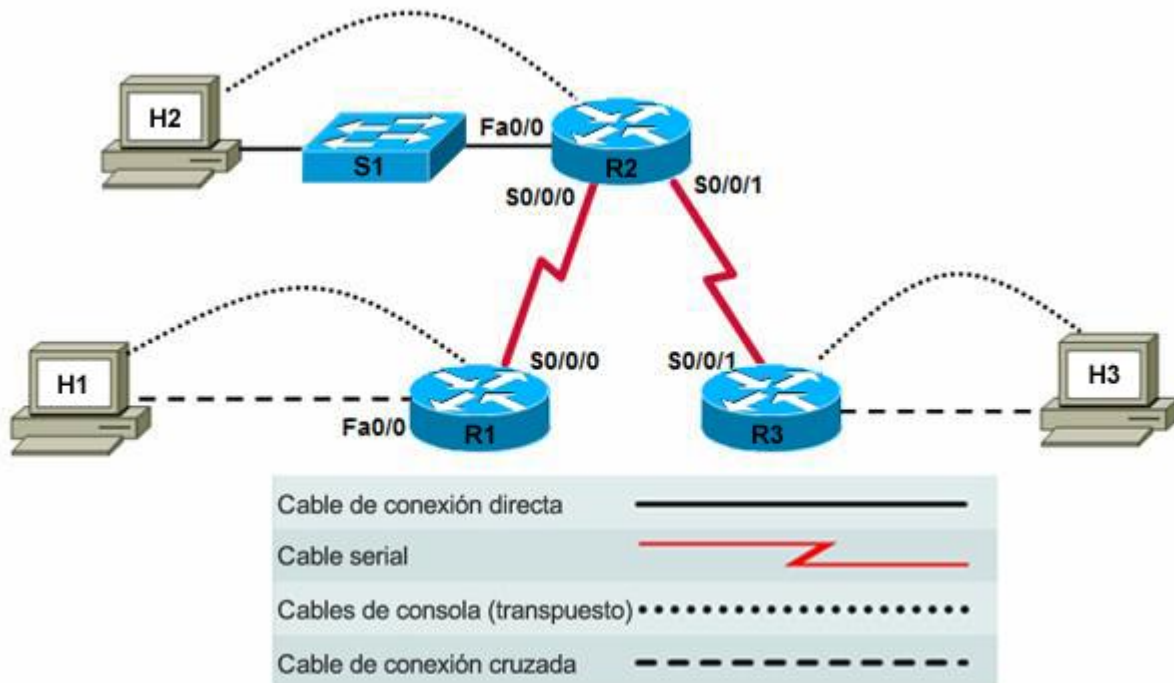 H2
S1
Fa0/0
R2
S0/0/0
S0/0/1
H1
Fa0/0
R1
S0/0/0
S0/0/1
R3
H3
Cable de conexión directa
Cable serial
Cables de consola (transpuesto)
Cable de conexión cruzada